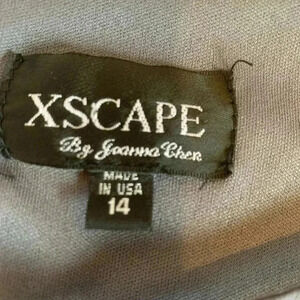 XSCAPE
By Joanna Chen
MADE
IN USA
14